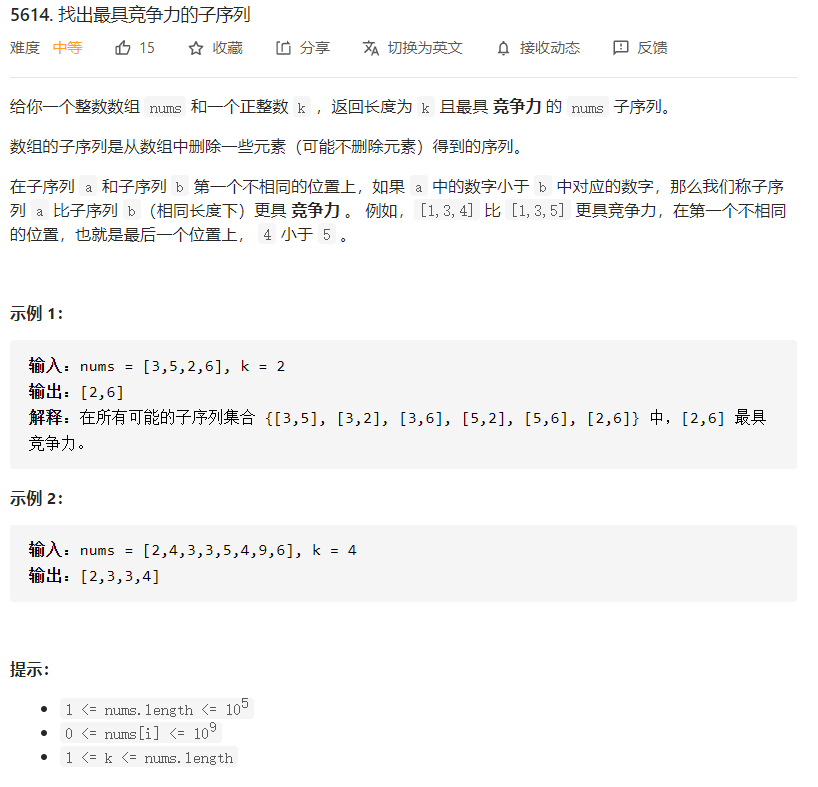 5614. 找出最具竞争力的子序列
难度 中等 15 收藏 分享 切换为英文 接收动态 反馈
给你一个整数数组 nums 和一个正整数 k ，返回长度为 k 且最具 竞争力 的 nums 子序列。
数组的子序列是从数组中删除一些元素（可能不删除元素）得到的序列。
在子序列 a 和子序列 b 第一个不相同的位置上，如果 a 中的数字小于 b 中对应的数字，那么我们称子序
列 a 比子序列 b（相同长度下）更具 竞争力 。 例如， [1,3,4] 比 [1,3,5] 更具竞争力，在第一个不相同
的位置，也就是最后一个位置上， 4 小于 5 。
示例 1：
输入：nums = [3,5,2,6], k = 2
输出：[2,6]
解释：在所有可能的子序列集合 {[3,5], [3,2], [3,6], [5,2], [5,6], [2,6]} 中，[2,6] 最具
竞争力。
示例 2：
输入：nums = [2,4,3,3,5,4,9,6], k = 4
输出：[2,3,3,4]
提示：
• 1 <= nums.length <= 10⁵
• 0 <= nums[i] <= 10⁹
• 1 <= k <= nums.length